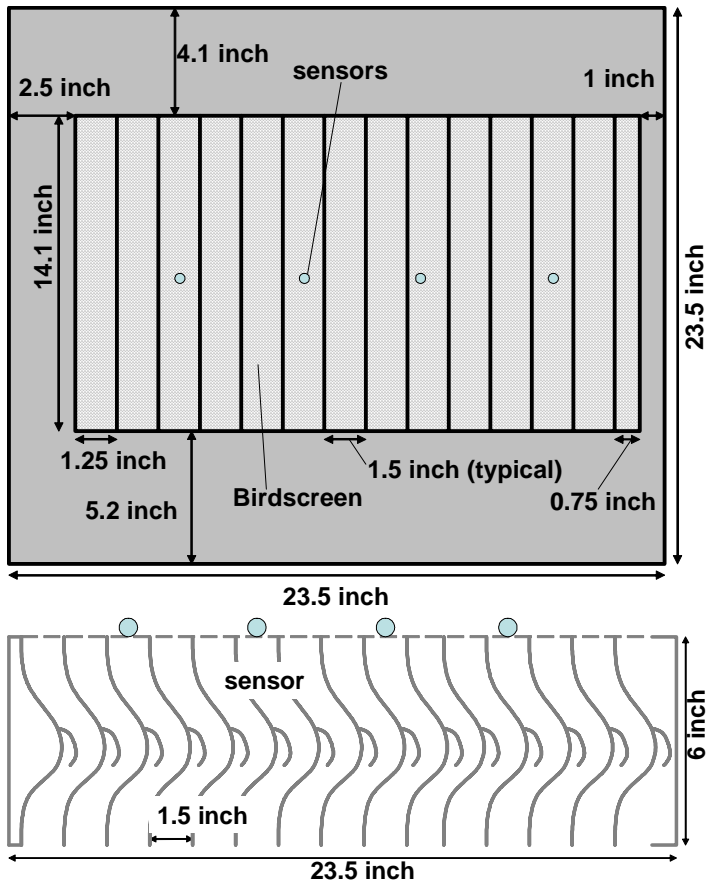 4.1 inch
sensors
2.5 inch
1 inch
14.1 inch
23.5 inch
1.25 inch
1.5 inch (typical)
Birdscreen
0.75 inch
5.2 inch
23.5 inch
sensor
6 inch
1.5 inch
23.5 inch